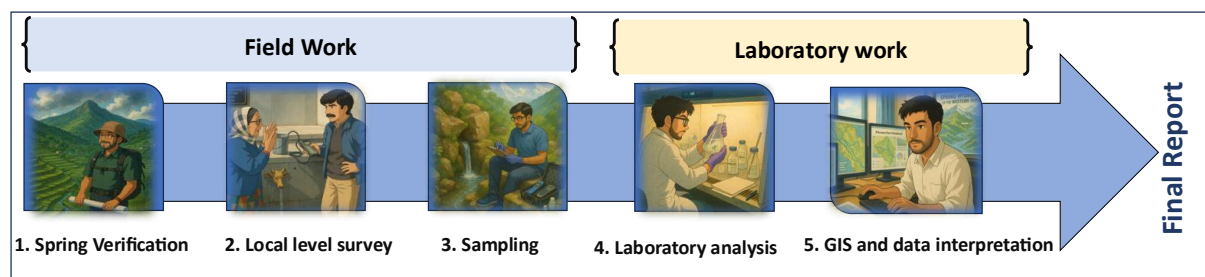 Field Work
Laboratory work
1. Spring Verification
2. Local level survey
3. Sampling
4. Laboratory analysis
5. GIS and data interpretation
Final Report